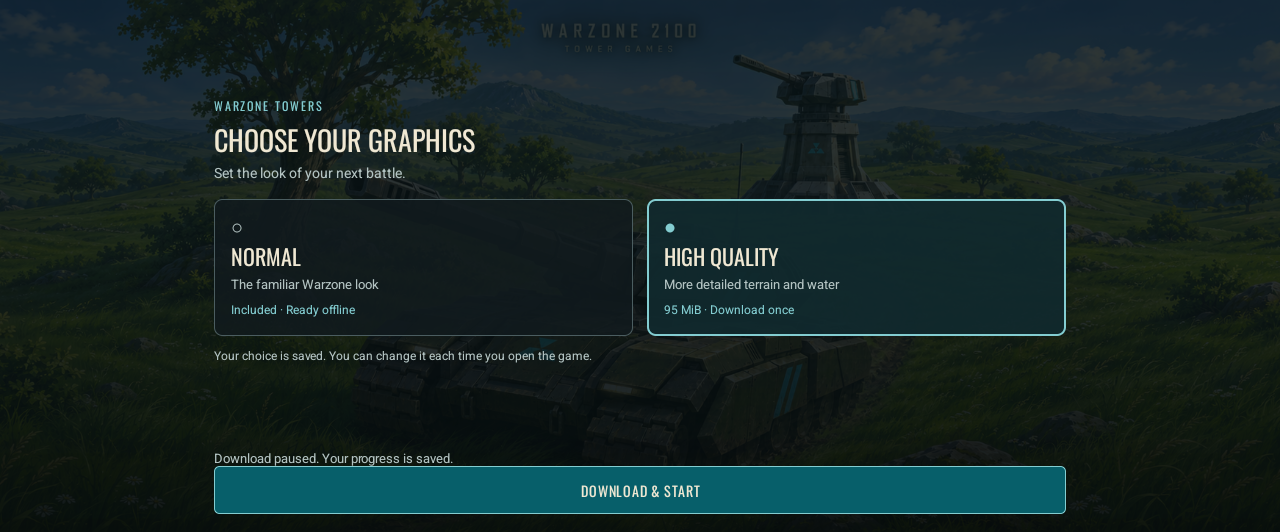 WARZONE 2100
TOWER GAMES
WARZONE TOWERS
CHOOSE YOUR GRAPHICS
Set the look of your next battle.
NORMAL
The familiar Warzone look
Included · Ready offline
HIGH QUALITY
More detailed terrain and water
95 MiB · Download once
Your choice is saved. You can change it each time you open the game.
Download paused. Your progress is saved.
DOWNLOAD & START